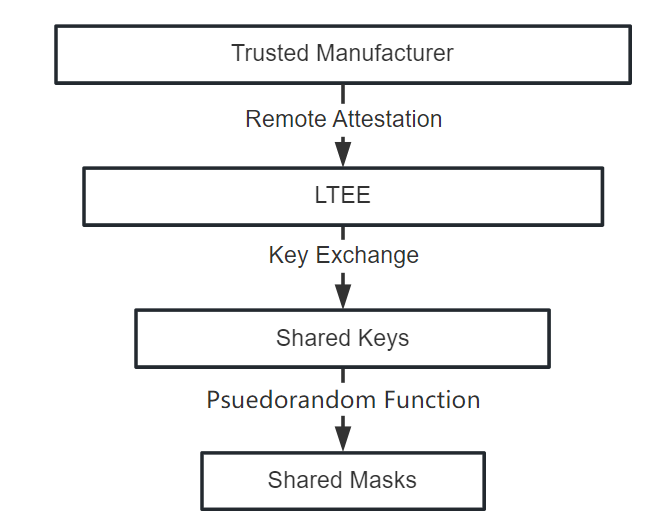 Trusted Manufacturer
Remote Attestation
LTEE
Key Exchange
Shared Keys
Psuedorandom Function
Shared Masks